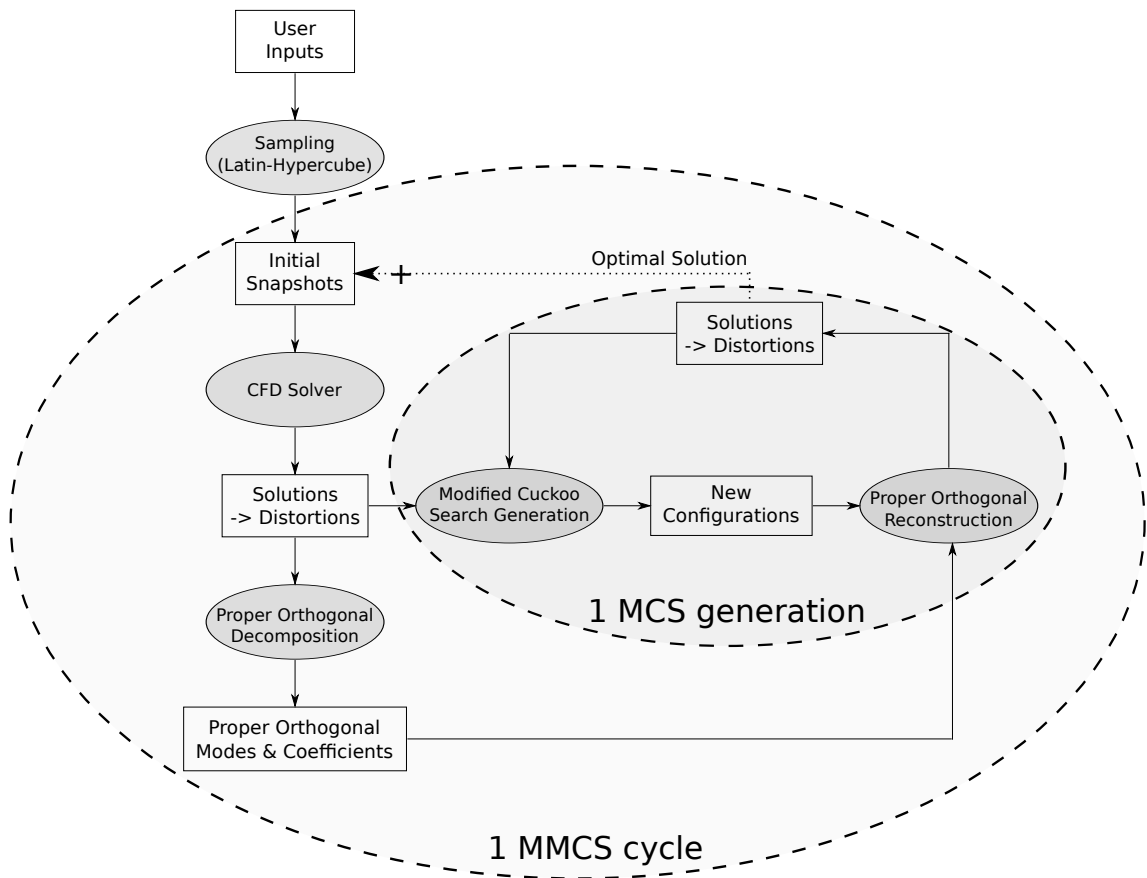 User
Inputs
Sampling
(Latin-Hypercube)
Initial
Snapshots
+
Optimal Solution
Solutions
-> Distortions
CFD Solver
Solutions
-> Distortions
Modified Cuckoo
Search Generation
New
Configurations
Proper Orthogonal
Reconstruction
1 MCS generation
Proper Orthogonal
Decomposition
Proper Orthogonal
Modes & Coefficients
1 MMCS cycle